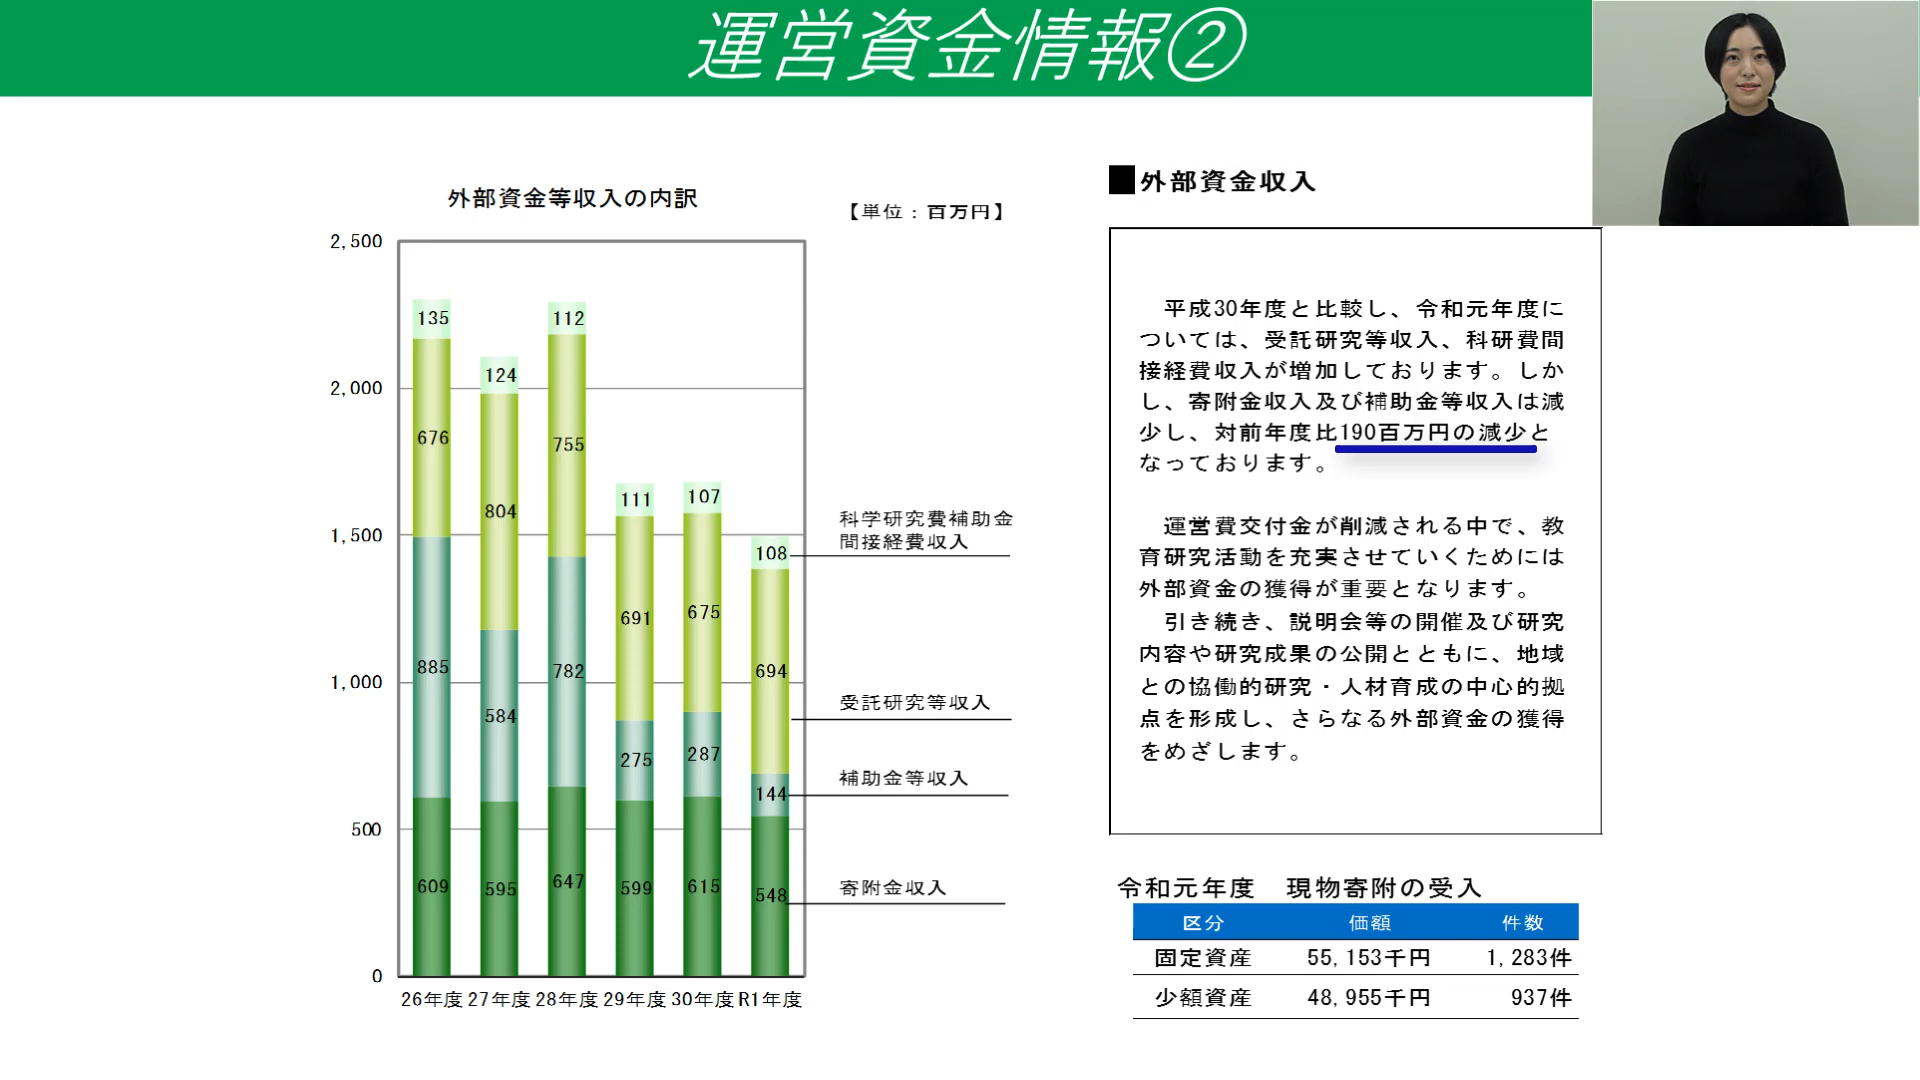 運営資金情報②
外部資金等収入の内訳
【単位：百万円】
2,500
2,000
1,500
1,000
500
0
135
676
885
609
124
804
584
595
112
755
782
647
111
691
275
599
107
675
287
615
108
694
144
548
26年度 27年度 28年度 29年度 30年度 R1年度
科学研究費補助金
間接経費収入
受託研究等収入
補助金等収入
寄附金収入
■外部資金収入
平成30年度と比較し、令和元年度に
ついては、受託研究等収入、科研費間
接経費収入が増加しております。しか
し、寄附金収入及び補助金等収入は減
少し、対前年度比190百万円の減少と
なっております。
運営費交付金が削減される中で、教
育研究活動を充実させていくためには
外部資金の獲得が重要となります。
引き続き、説明会等の開催及び研究
内容や研究成果の公開とともに、地域
との協働的研究・人材育成の中心的拠
点を形成し、さらなる外部資金の獲得
をめざします。
令和元年度　現物寄附の受入
区分 価額 件数
固定資産 55,153千円 1,283件
少額資産 48,955千円 937件